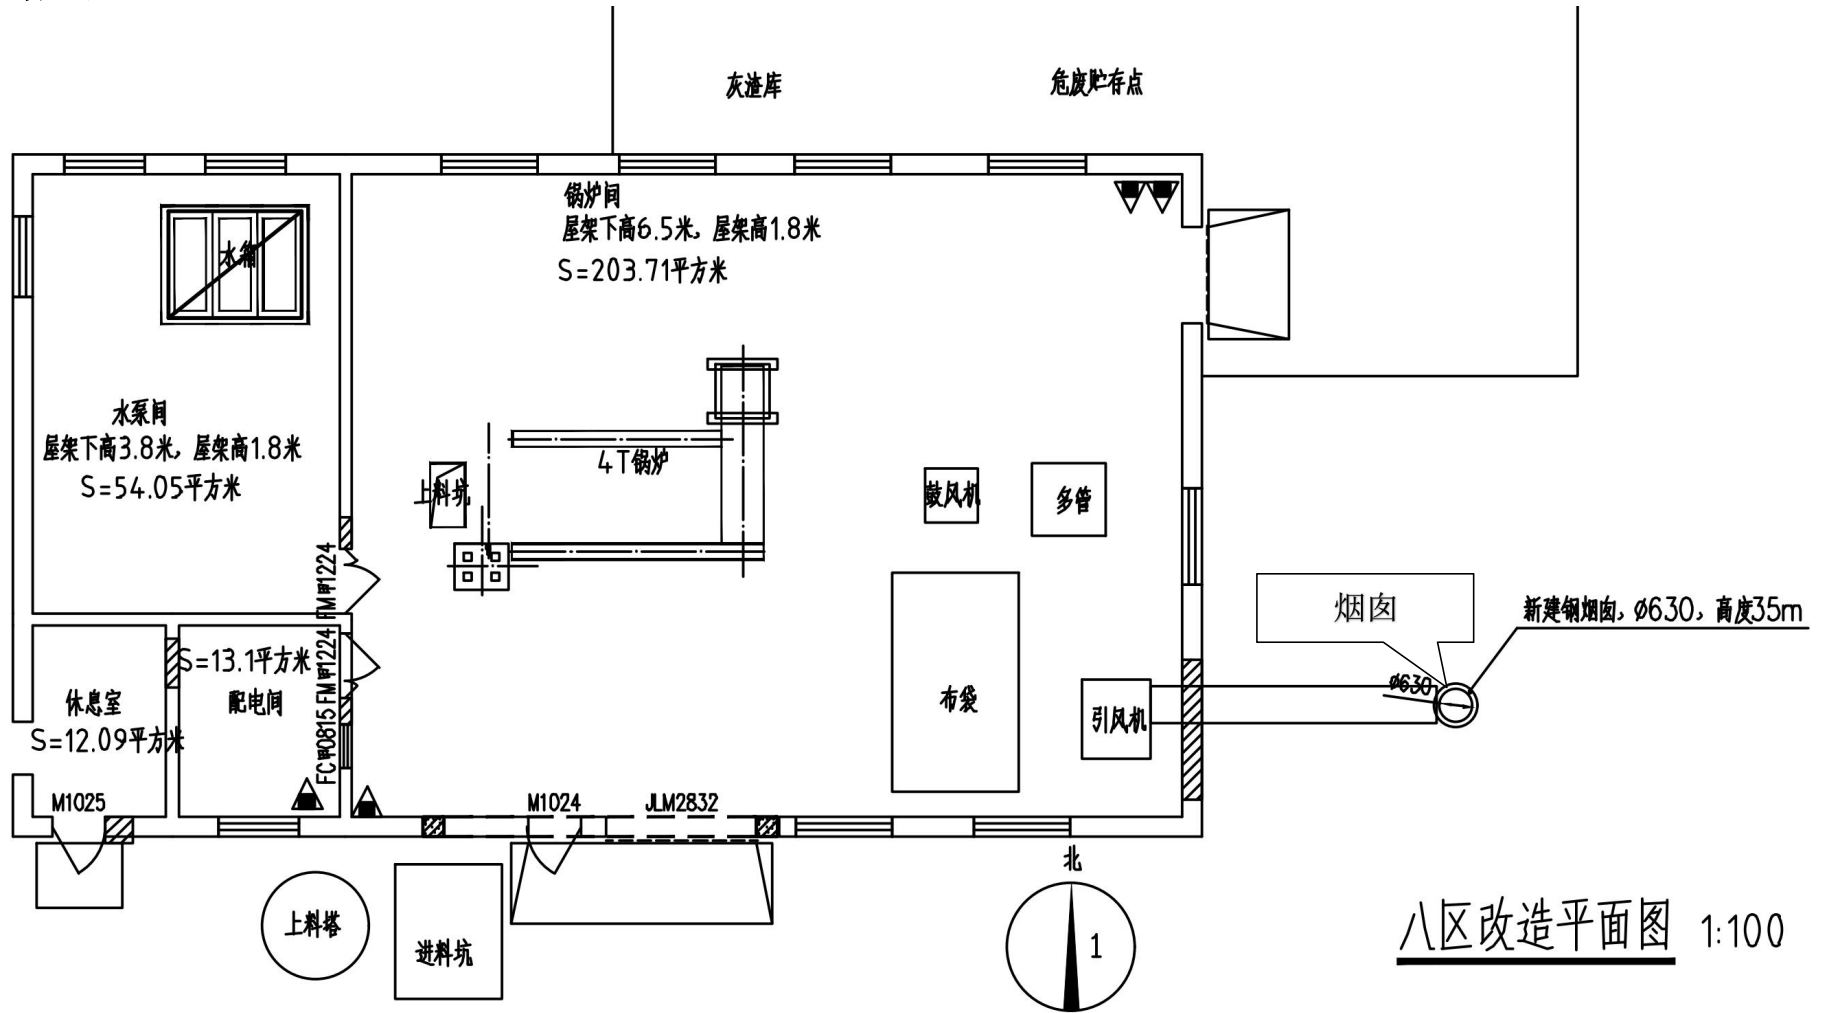 灰渣库
危废贮存点
锅炉间
屋架下高6.5米，屋架高1.8米
S=203.71平方米
水箱
水泵间
屋架下高3.8米，屋架高1.8米
S=54.05平方米
4T锅炉
上料坑
鼓风机
多管
FM甲1224
烟囱
新建钢烟囱，ø630，高度35m
ø630
S=13.1平方米
配电间
FM甲1224
休息室
S=12.09平方米
FC甲0815
布袋
引风机
M1025
M1024
JLM2832
北
1
上料塔
进料坑
八区改造平面图 1:100